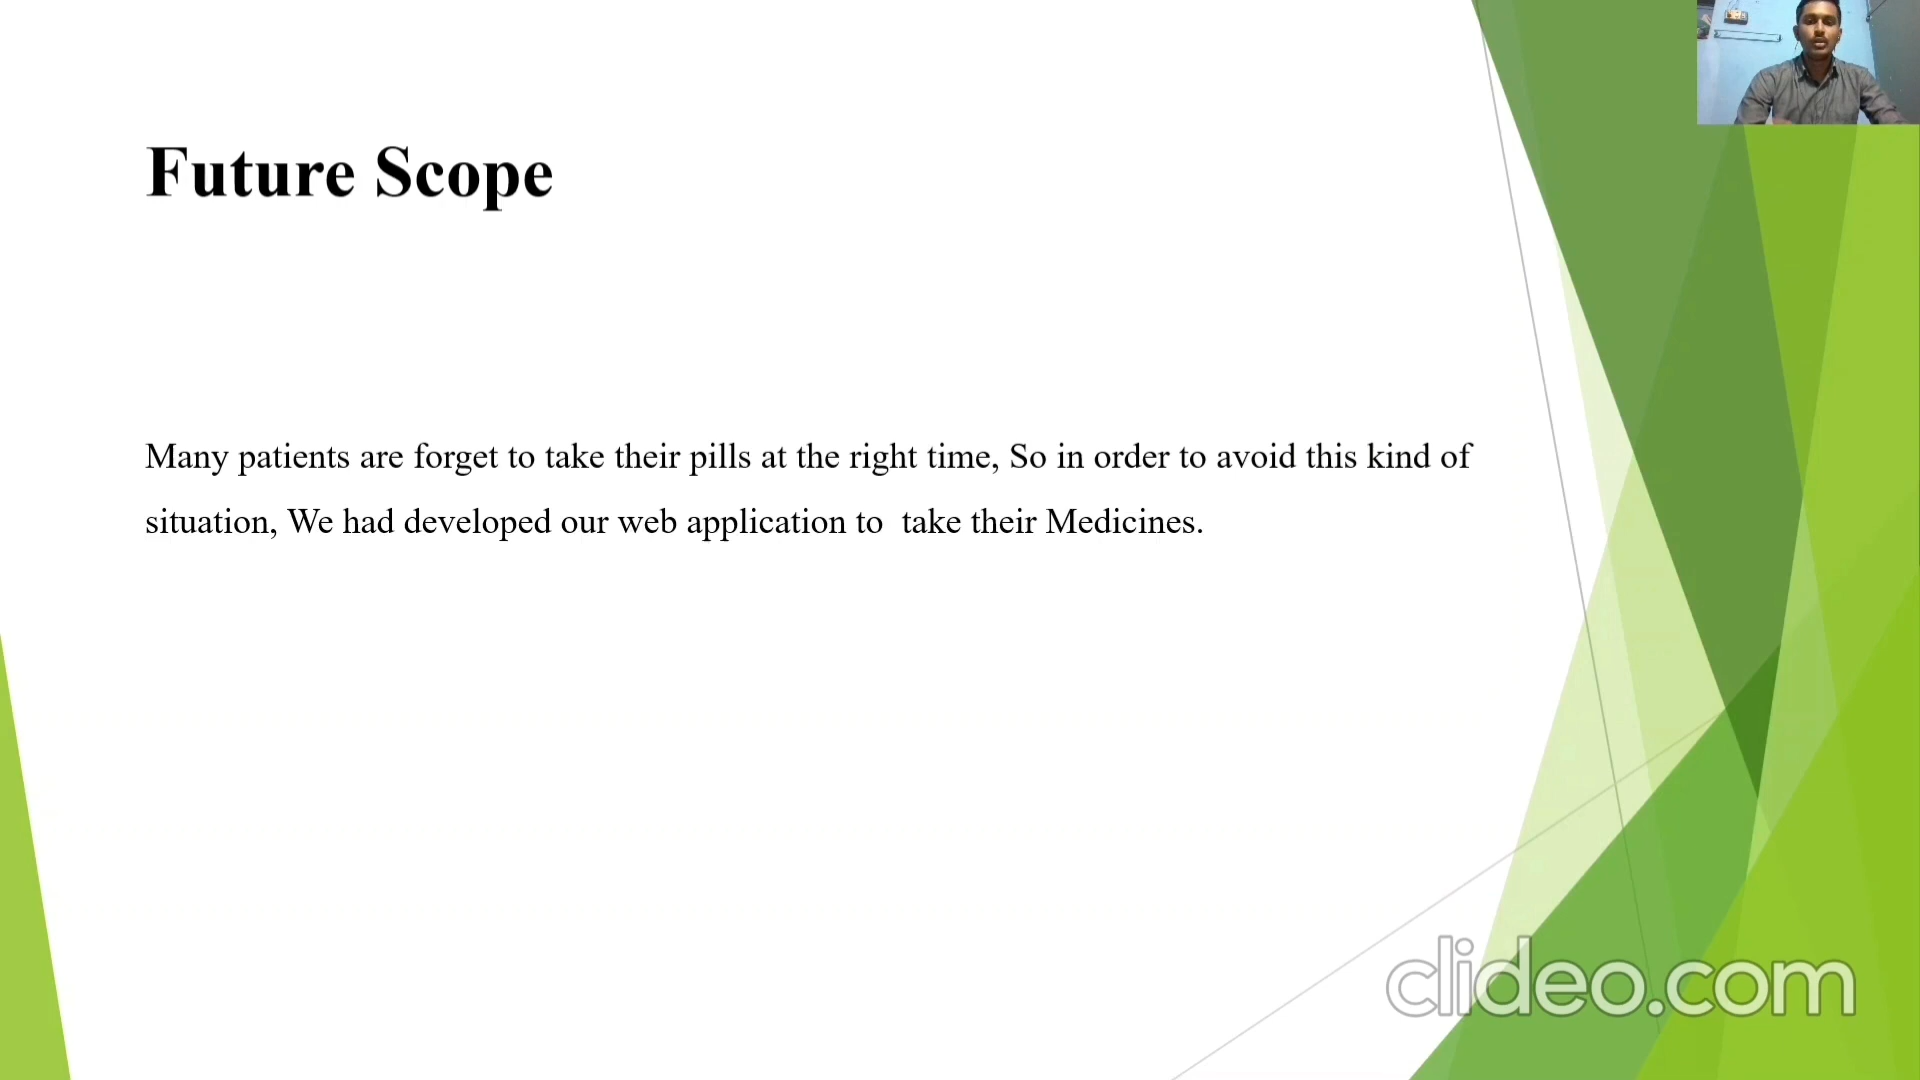 Future Scope
Many patients are forget to take their pills at the right time, So in order to avoid this kind of
situation, We had developed our web application to  take their Medicines.
clideo.com